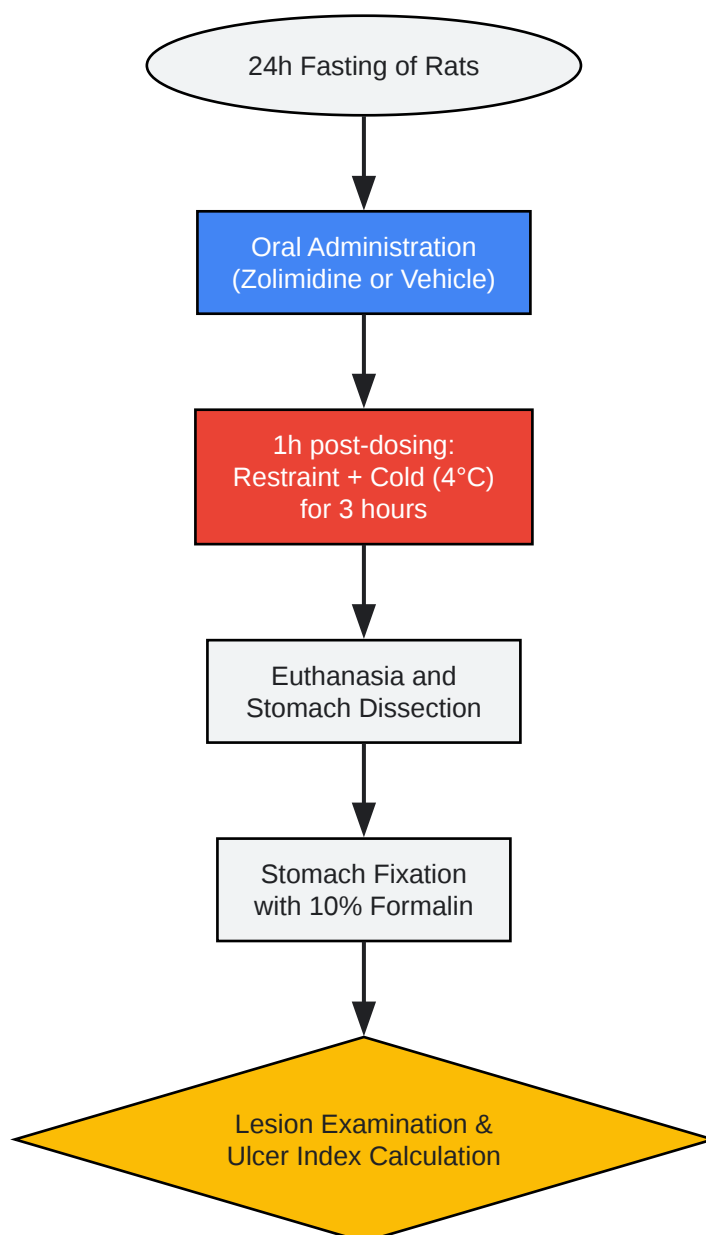 24h Fasting of Rats
Oral Administration
(Zolimidine or Vehicle)
1h post-dosing:
Restraint + Cold (4°C)
for 3 hours
Euthanasia and
Stomach Dissection
Stomach Fixation
with 10% Formalin
Lesion Examination &
Ulcer Index Calculation